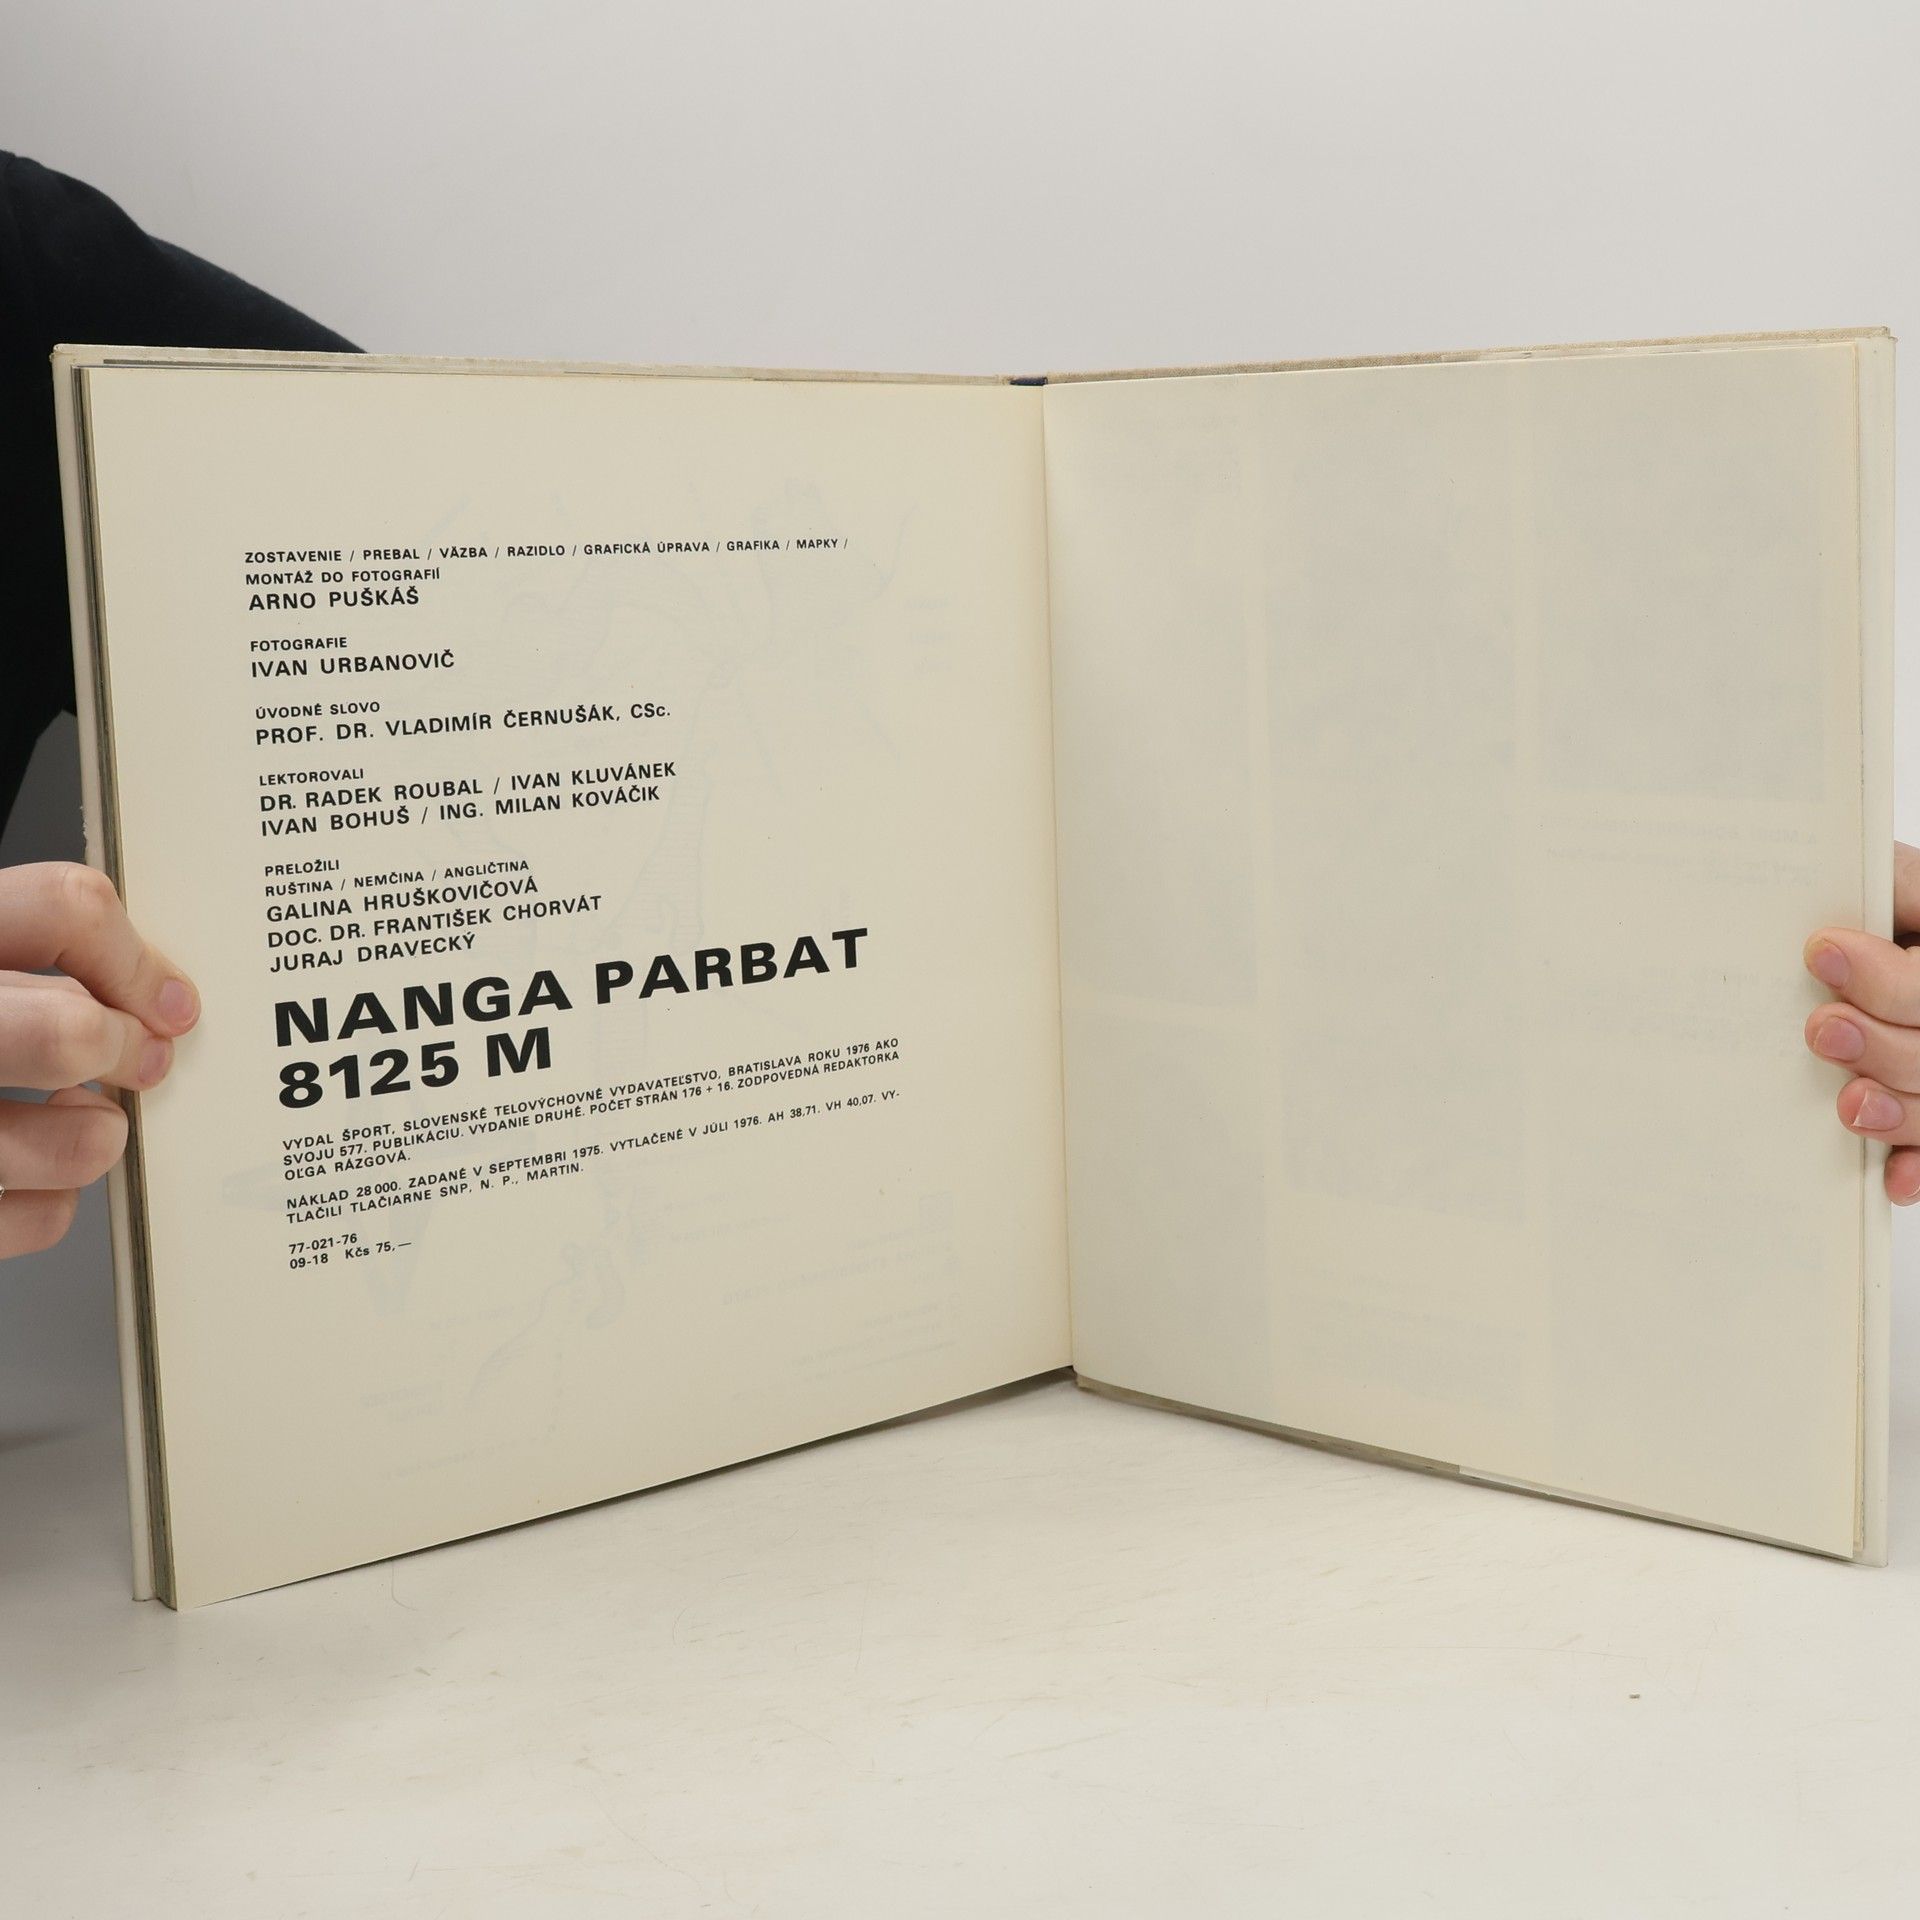 ZOSTAVENIE / PREBAL / VÄZBA / RAZIDLO / GRAFICKÁ ÚPRAVA / GRAFIKA / MAPKY /
MONTÁŽ DO FOTOGRAFIÍ
ARNO PUŠKÁŠ
FOTOGRAFIE
IVAN URBANOVIČ
ÚVODNÉ SLOVO
PROF. DR. VLADIMÍR ČERNUŠÁK, CSc.
LEKTOROVALI
DR. RADEK ROUBAL / IVAN KLUVÁNEK
IVAN BOHUŠ / ING. MILAN KOVÁČIK
PRELOŽILI
RUŠTINA / NEMČINA / ANGLIČTINA
GALINA HRUŠKOVIČOVÁ
DOC. DR. FRANTIŠEK CHORVÁT
JURAJ DRAVECKÝ
NANGA PARBAT
8125 M
VYDAL ŠPORT, SLOVENSKÉ TELOVÝCHOVNÉ VYDAVATEĽSTVO, BRATISLAVA ROKU 1976 AKO
SVOJU 577. PUBLIKÁCIU. VYDANIE DRUHÉ. POČET STRÁN 176 + 16. ZODPOVEDNÁ REDAKTORKA
OĽGA RÁZGOVÁ.
NÁKLAD 28 000. ZADANÉ V SEPTEMBRI 1975. VYTLAČENÉ V JÚLI 1976. AH 38,71. VH 40,07. VY-
TLAČILI TLAČIARNE SNP, N. P., MARTIN.
77-021-76
09-18 Kčs 75,—